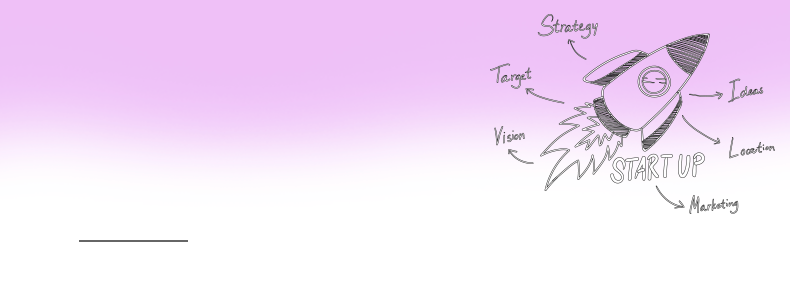 Strategy
Target
Ideas
Vision
Location
START UP
Marketing